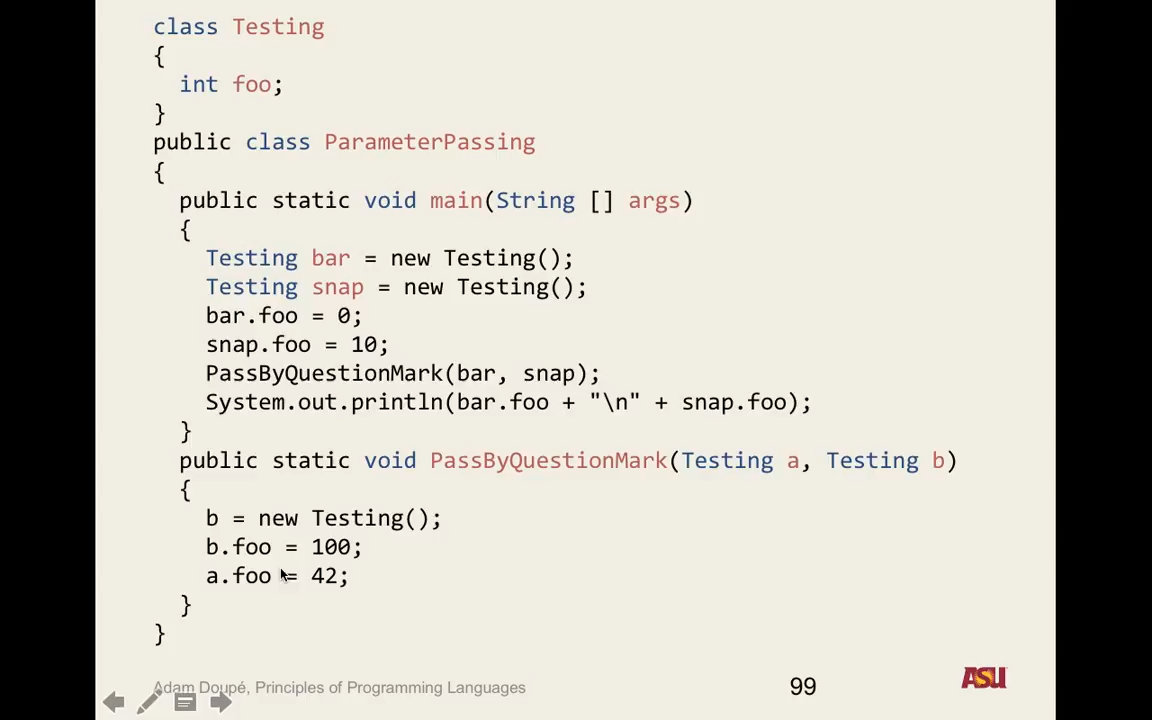 class Testing
{
int foo;
}
public class ParameterPassing
{
public static void main(String [] args)
{
Testing bar = new Testing();
Testing snap = new Testing();
bar.foo = 0;
snap.foo = 10;
PassByQuestionMark(bar, snap);
System.out.println(bar.foo + "\n" + snap.foo);
}
public static void PassByQuestionMark(Testing a, Testing b)
{
b = new Testing();
b.foo = 100;
a.foo = 42;
}
}
Adam Doupé, Principles of Programming Languages
99
ASU